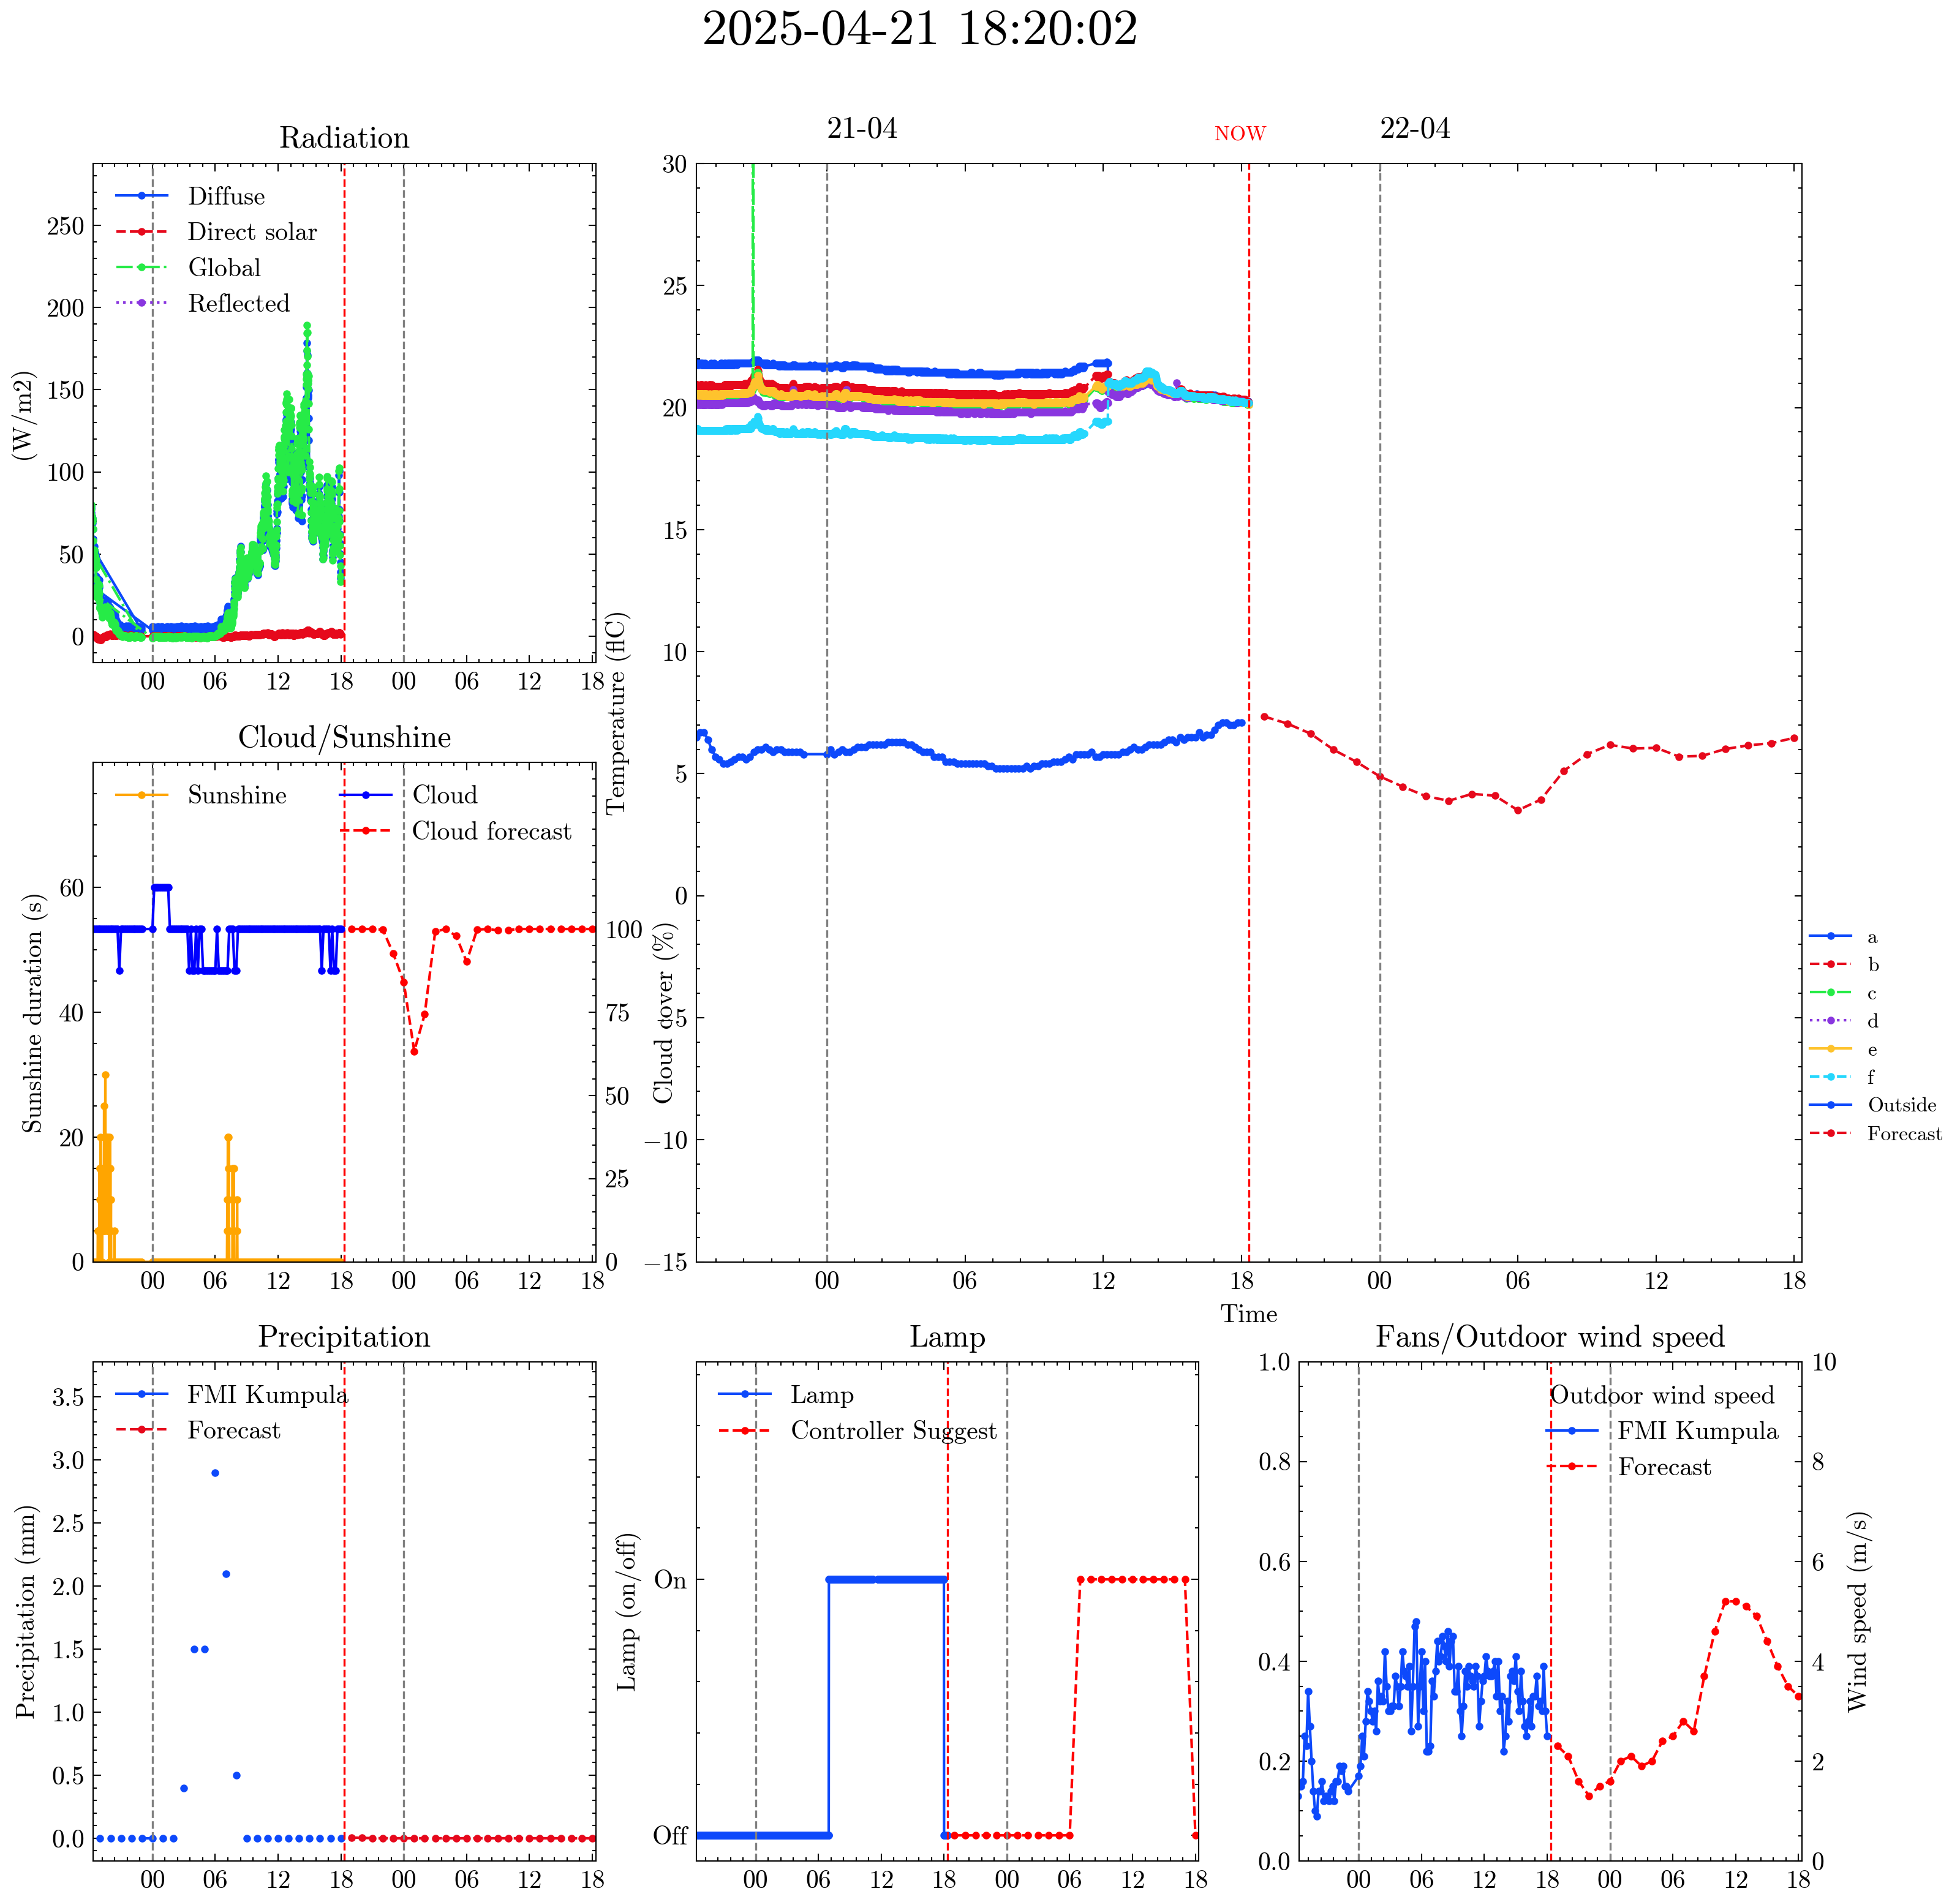 2025-04-21 18:20:02
Radiation
(W/m2)
250
200
150
100
50
0
Diffuse
Direct solar
Global
Reflected
00 06 12 18 00 06 12 18
21-04
NOW
22-04
Temperature (flC)
30
25
20
15
10
5
0
−5
−10
−15
00 06 12 18 00 06 12 18
Time
a
b
c
d
e
f
Outside
Forecast
Cloud/Sunshine
Sunshine duration (s)
60
40
20
0
Sunshine
Cloud
Cloud forecast
100
75
50
25
0
Cloud cover (%)
00 06 12 18 00 06 12 18
Precipitation
Precipitation (mm)
3.5
3.0
2.5
2.0
1.5
1.0
0.5
0.0
FMI Kumpula
Forecast
00 06 12 18 00 06 12 18
Lamp
Lamp (on/off)
On
Off
Lamp
Controller Suggest
00 06 12 18 00 06 12 18
Fans/Outdoor wind speed
1.0
0.8
0.6
0.4
0.2
0.0
Outdoor wind speed
FMI Kumpula
Forecast
10
8
6
4
2
0
Wind speed (m/s)
00 06 12 18 00 06 12 18